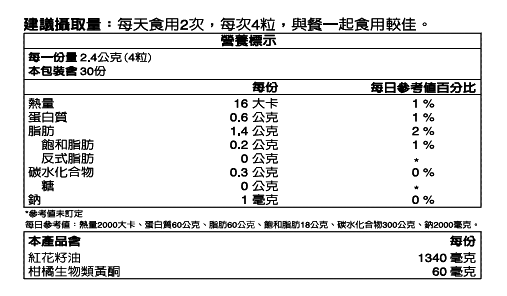 建議攝取量：每天食用2次，每次4粒，與餐一起食用較佳。
營養標示
每一份量 2.4公克 (4粒)
本包裝含 30份
每份 每日參考值百分比
熱量 16 大卡 1 %
蛋白質 0.6 公克 1 %
脂肪 1.4 公克 2 %
飽和脂肪 0.2 公克 1 %
反式脂肪 0 公克 *
碳水化合物 0.3 公克 0 %
糖 0 公克 *
鈉 1 毫克 0 %
*參考值未訂定
每日參考值：熱量2000大卡、蛋白質60公克、脂肪60公克、飽和脂肪18公克、碳水化合物300公克、鈉2000毫克。
本產品含 每份
紅花籽油 1340 毫克
柑橘生物類黃酮 60 毫克